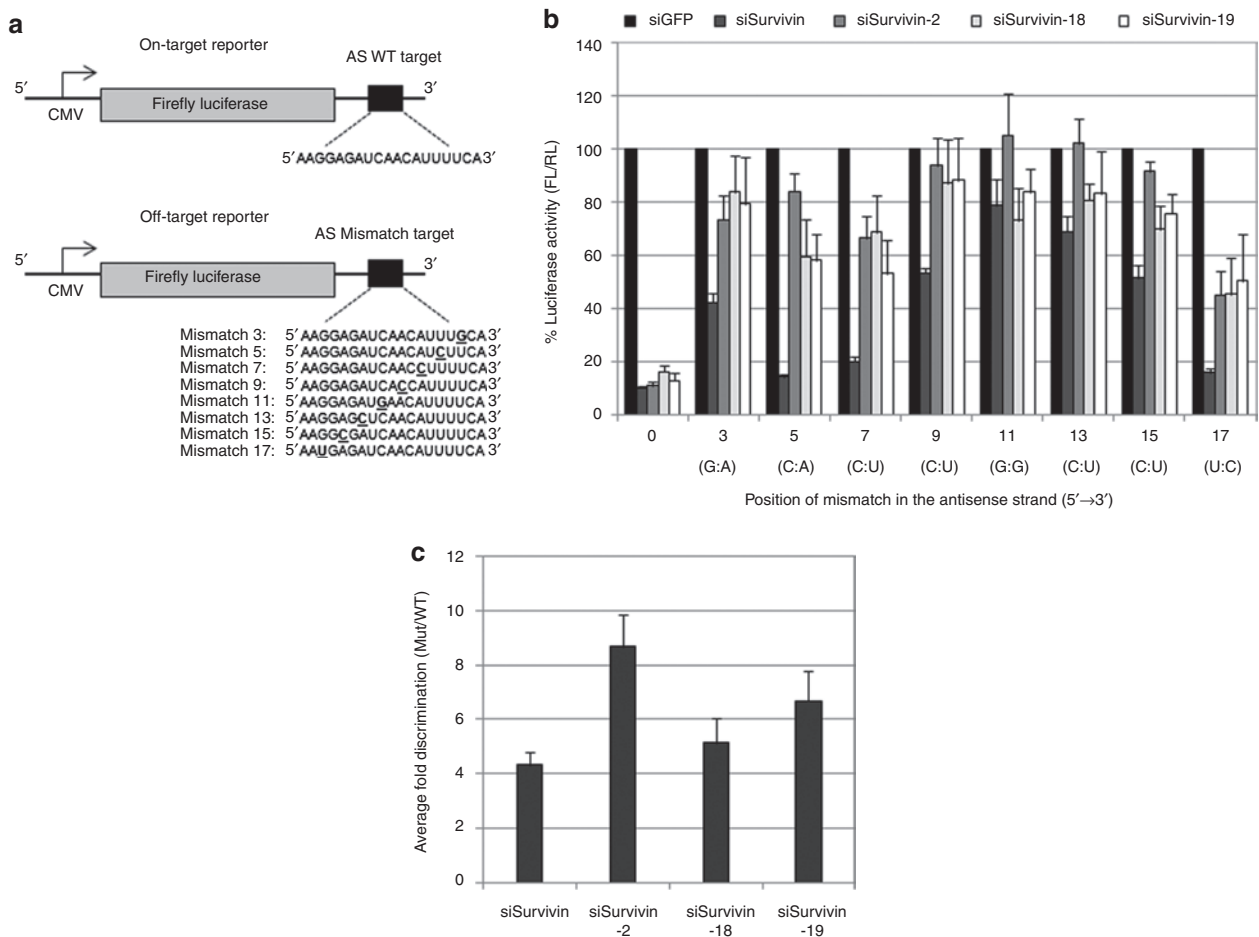 a
On-target reporter
AS WT target
5′
3′
CMV
Firefly luciferase
5′AAGGAGAUCAACAUUUUCA3′
Off-target reporter
AS Mismatch target
5′
3′
CMV
Firefly luciferase
Mismatch 3: 5′AAGGAGAUCAACAUUUGCA3′
Mismatch 5: 5′AAGGAGAUCAACAUCUUCA3′
Mismatch 7: 5′AAGGAGAUCAACCUUUUCA3′
Mismatch 9: 5′AAGGAGAUCACCAUUUUCA3′
Mismatch 11: 5′AAGGAGAUGAACAUUUUCA3′
Mismatch 13: 5′AAGGAGCUCAACAUUUUCA3′
Mismatch 15: 5′AAGGCGAUCAACAUUUUCA3′
Mismatch 17: 5′AAUGAGAUCAACAUUUUCA3′
b
siGFP siSurvivin siSurvivin-2 siSurvivin-18 siSurvivin-19
% Luciferase activity (FL/RL)
140
120
100
80
60
40
20
0
0 3 5 7 9 11 13 15 17
(G:A) (C:A) (C:U) (C:U) (G:G) (C:U) (C:U) (U:C)
Position of mismatch in the antisense strand (5′→3′)
c
Average fold discrimination (Mut/WT)
12
10
8
6
4
2
0
siSurvivin siSurvivin siSurvivin siSurvivin
-2 -18 -19